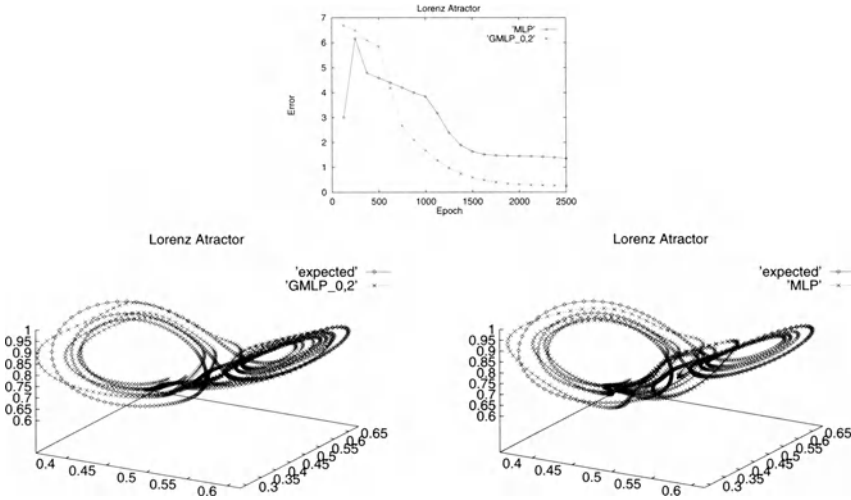 Lorenz Atractor
7
6
5
4
3
2
1
0
Error
'MLP'
'GMLP_0,2'
0 500 1000 1500 2000 2500
Epoch
Lorenz Atractor
'expected'
'GMLP_0,2'
1
0.95
0.9
0.85
0.8
0.75
0.7
0.65
0.6
0.4 0.45 0.5 0.55 0.6
0.3 0.35 0.4 0.45 0.5 0.55 0.6 0.65
Lorenz Atractor
'expected'
'MLP'
1
0.95
0.9
0.85
0.8
0.75
0.7
0.65
0.6
0.4 0.45 0.5 0.55 0.6
0.3 0.35 0.4 0.45 0.5 0.55 0.6 0.65